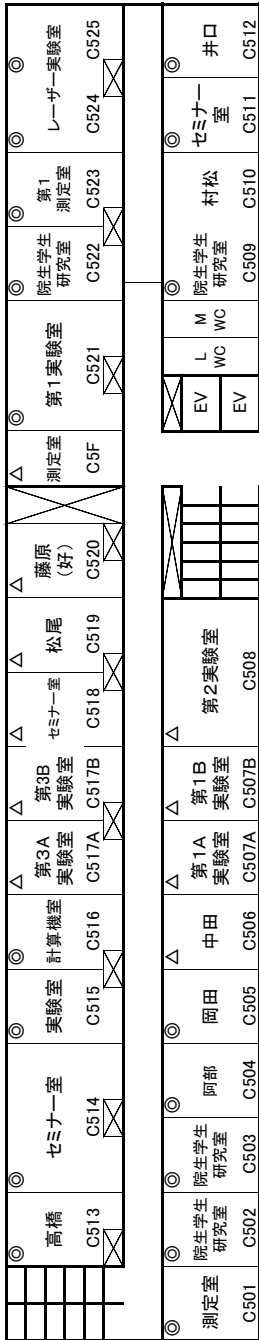 ◎ ◎
レーザー実験室
C524 C525
◎
第1
測定室
C523
◎
院生学生
研究室
C522
◎
第1実験室
C521
△
測定室
C5F
△
藤原
（好）
C520
△
松尾
C519
△
セミナー室
C518
△
第3B
実験室
C517B
△
第3A
実験室
C517A
◎
計算機室
C516
◎
実験室
C515
◎
セミナー室
C514
◎
高橋
C513
◎
井口
C512
◎
セミナー
室
C511
村松
C510
◎
院生学生
研究室
C509
M
WC
L
WC
EV
EV
△
第2実験室
C508
△
第1B
実験室
C507B
△
第1A
実験室
C507A
△
中田
C506
◎
岡田
C505
◎
阿部
C504
◎
院生学生
研究室
C503
◎
院生学生
研究室
C502
◎
測定室
C501